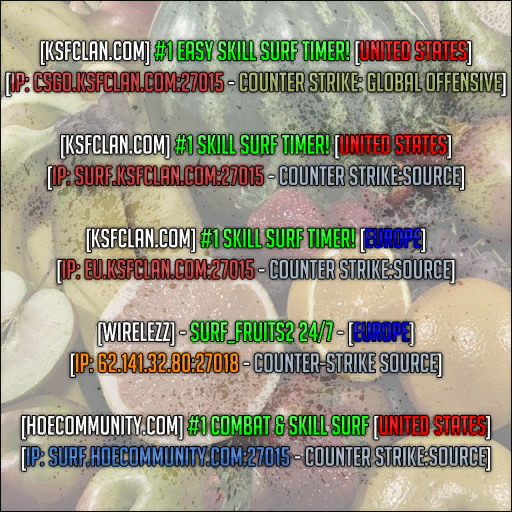 [KSFCLAN.COM] #1 EASY SKILL SURF TIMER! [UNITED STATES]
[IP: CSGO.KSFCLAN.COM:27015 - COUNTER STRIKE: GLOBAL OFFENSIVE]
[KSFCLAN.COM] #1 SKILL SURF TIMER! [UNITED STATES]
[IP: SURF.KSFCLAN.COM:27015 - COUNTER STRIKE:SOURCE]
[KSFCLAN.COM] #1 SKILL SURF TIMER! [EUROPE]
[IP: EU.KSFCLAN.COM:27015 - COUNTER STRIKE:SOURCE]
[WIRELEZZ] - SURF_FRUITS2 24/7 - [EUROPE]
[IP: 62.141.32.80:27018 - COUNTER-STRIKE SOURCE]
[HDECOMMUNITY.COM] #1 COMBAT & SKILL SURF [UNITED STATES]
[IP: SURF.HDECOMMUNITY.COM:27015 - COUNTER STRIKE:SOURCE]